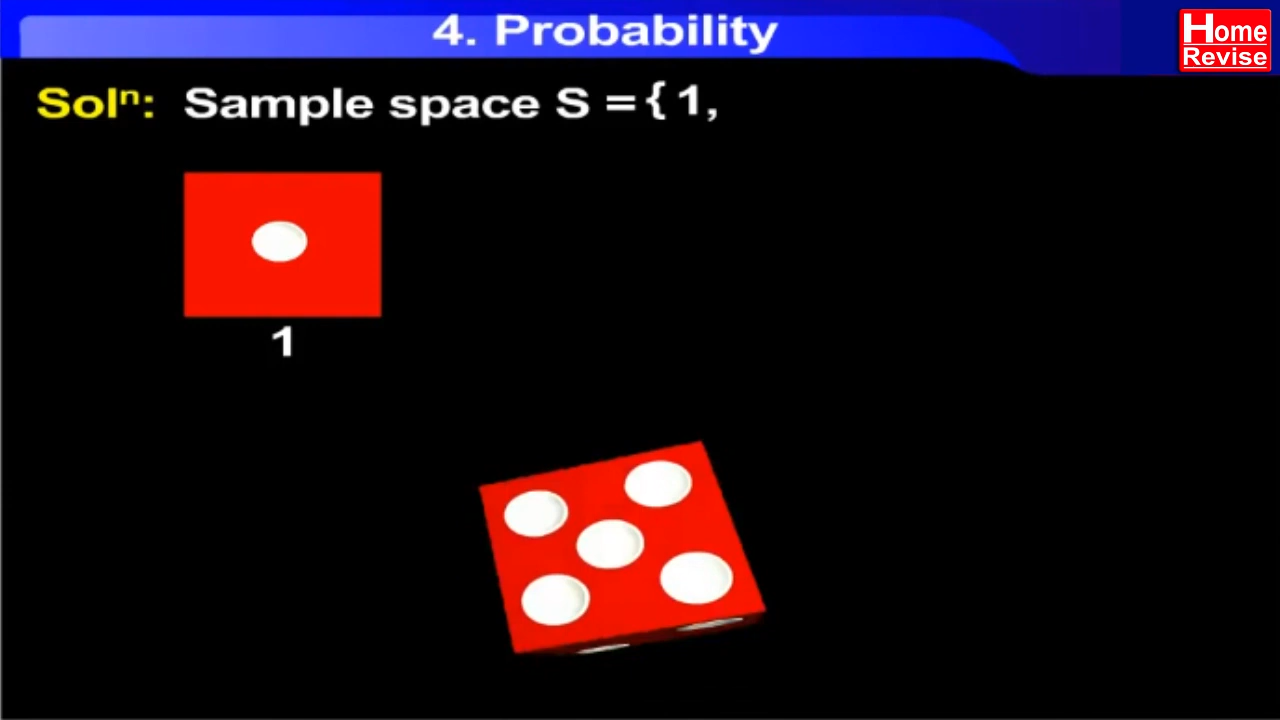 4. Probability
Home
Revise
Solⁿ: Sample space S = { 1,
1